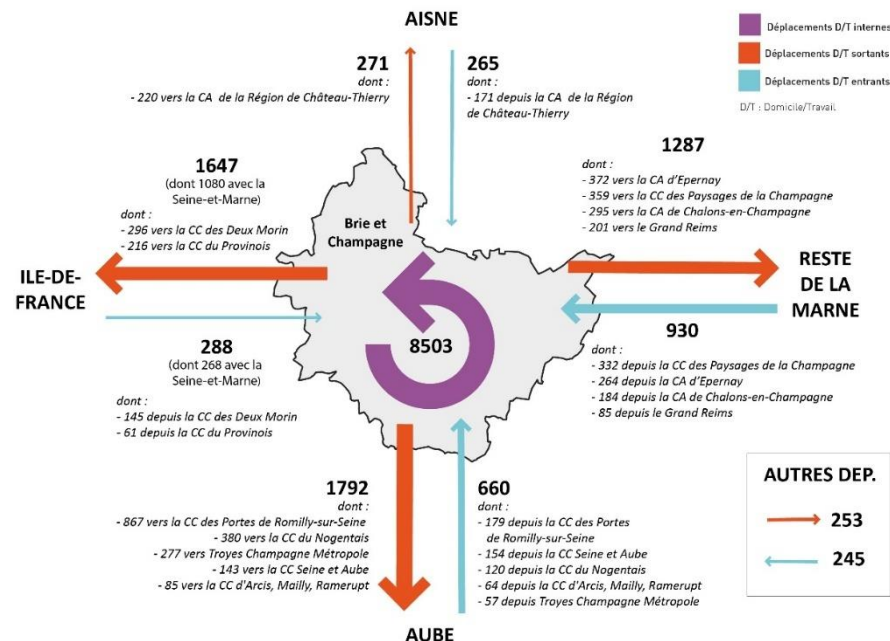 AISNE
Déplacements D/T internes
Déplacements D/T sortants
Déplacements D/T entrants
D/T : Domicile/Travail
271
dont :
- 220 vers la CA de la Région de Château-Thierry
265
dont :
- 171 depuis la CA de la Région
de Château-Thierry
1647
(dont 1080 avec la
Seine-et-Marne)
dont :
- 296 vers la CC des Deux Morin
- 216 vers la CC du Provinois
Brie et
Champagne
1287
dont :
- 372 vers la CA d'Epernay
- 359 vers la CC des Paysages de la Champagne
- 295 vers la CA de Chalons-en-Champagne
- 201 vers le Grand Reims
ILE-DE-
FRANCE
RESTE
DE LA
MARNE
8503
288
(dont 268 avec la
Seine-et-Marne)
dont :
- 145 depuis la CC des Deux Morin
- 61 depuis la CC du Provinois
930
dont :
- 332 depuis la CC des Paysages de la Champagne
- 264 depuis la CA d'Epernay
- 184 depuis la CA de Chalons-en-Champagne
- 85 depuis le Grand Reims
1792
dont :
- 867 vers la CC des Portes de Romilly-sur-Seine
- 380 vers la CC du Nogentais
- 277 vers Troyes Champagne Métropole
- 143 vers la CC Seine et Aube
- 85 vers la CC d'Arcis, Mailly, Ramerupt
660
dont :
- 179 depuis la CC des Portes
de Romilly-sur-Seine
- 154 depuis la CC Seine et Aube
- 120 depuis la CC du Nogentais
- 64 depuis la CC d'Arcis, Mailly, Ramerupt
- 57 depuis Troyes Champagne Métropole
AUTRES DEP.
253
245
AUBE